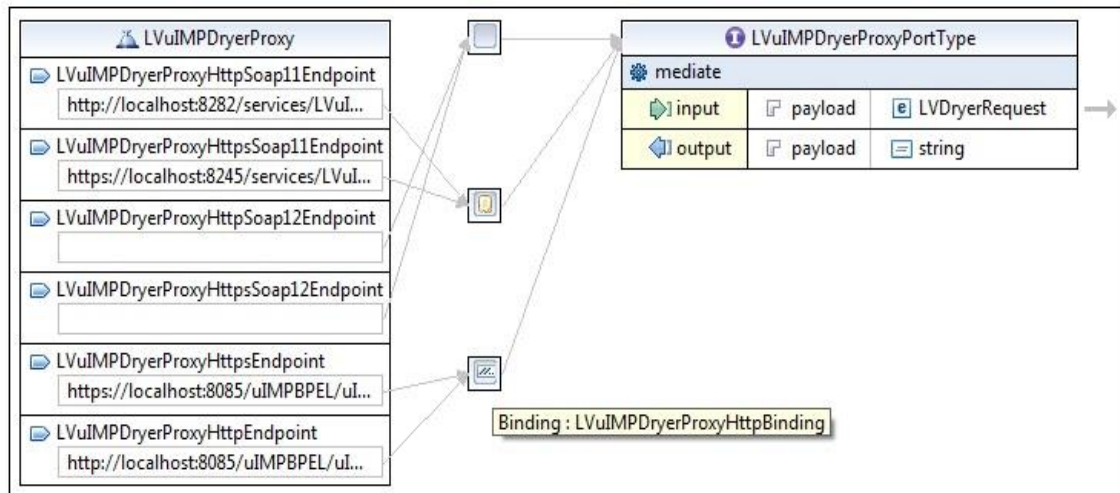 LVuIMPDryerProxy
LVuIMPDryerProxyHttpSoap11Endpoint
http://localhost:8282/services/LVuI...
LVuIMPDryerProxyHttpsSoap11Endpoint
https://localhost:8245/services/LVuI...
LVuIMPDryerProxyHttpSoap12Endpoint
LVuIMPDryerProxyHttpsSoap12Endpoint
LVuIMPDryerProxyHttpsEndpoint
https://localhost:8085/uIMPBPEL/uI...
LVuIMPDryerProxyHttpEndpoint
http://localhost:8085/uIMPBPEL/uI...
Binding : LVuIMPDryerProxyHttpBinding
I LVuIMPDryerProxyPortType
mediate
input payload e LVDryerRequest
output payload string